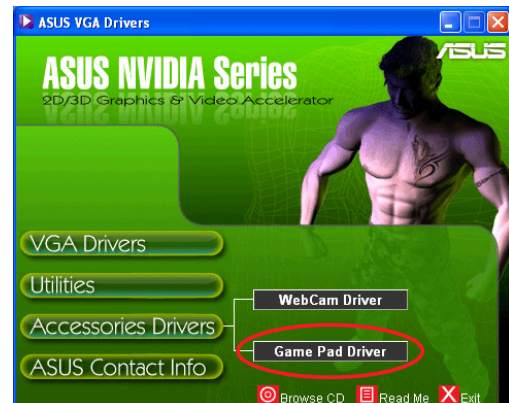 ASUS VGA Drivers
ASUS
ASUS NVIDIA Series
2D/3D Graphics & Video Accelerator
VGA Drivers
Utilities
Accessories Drivers
ASUS Contact Info
WebCam Driver
Game Pad Driver
Browse CD Read Me X Exit